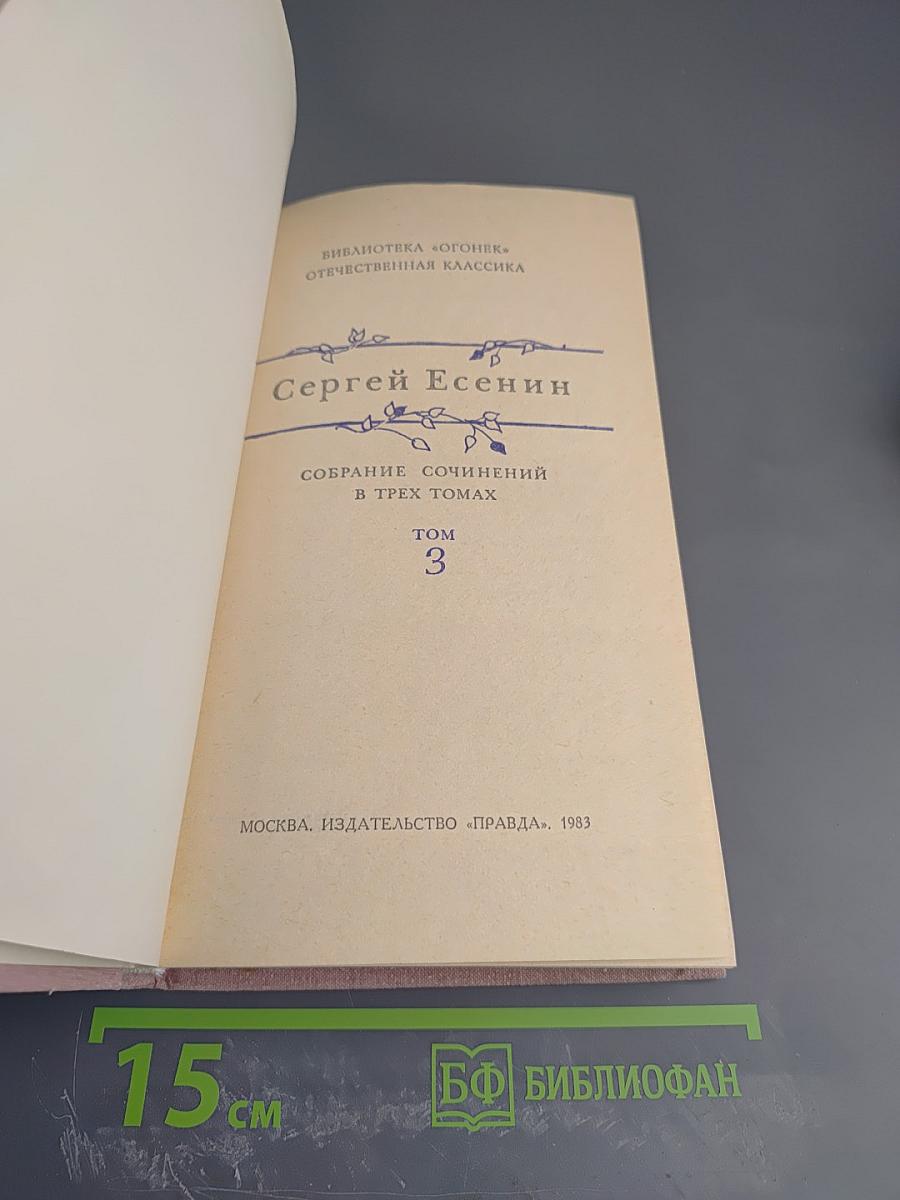 БИБЛИОТЕКА «ОГОНЕК»
ОТЕЧЕСТВЕННАЯ КЛАССИКА
Сергей Есенин
СОБРАНИЕ СОЧИНЕНИЙ
В ТРЕХ ТОМАХ
ТОМ
3
МОСКВА. ИЗДАТЕЛЬСТВО «ПРАВДА». 1983
15 см
БФ БИБЛИОФАН